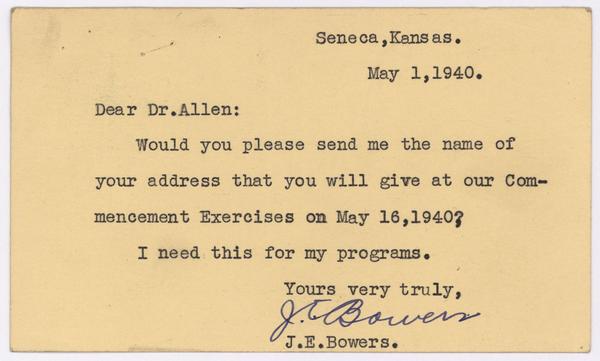 Seneca,Kansas.
May 1,1940.
Dear Dr.Allen:
Would you please send me the name of
your address that you will give at our Com-
mencement Exercises on May 16,1940?
I need this for my programs.
Yours very truly,
J.E. Bowers
J.E.Bowers.